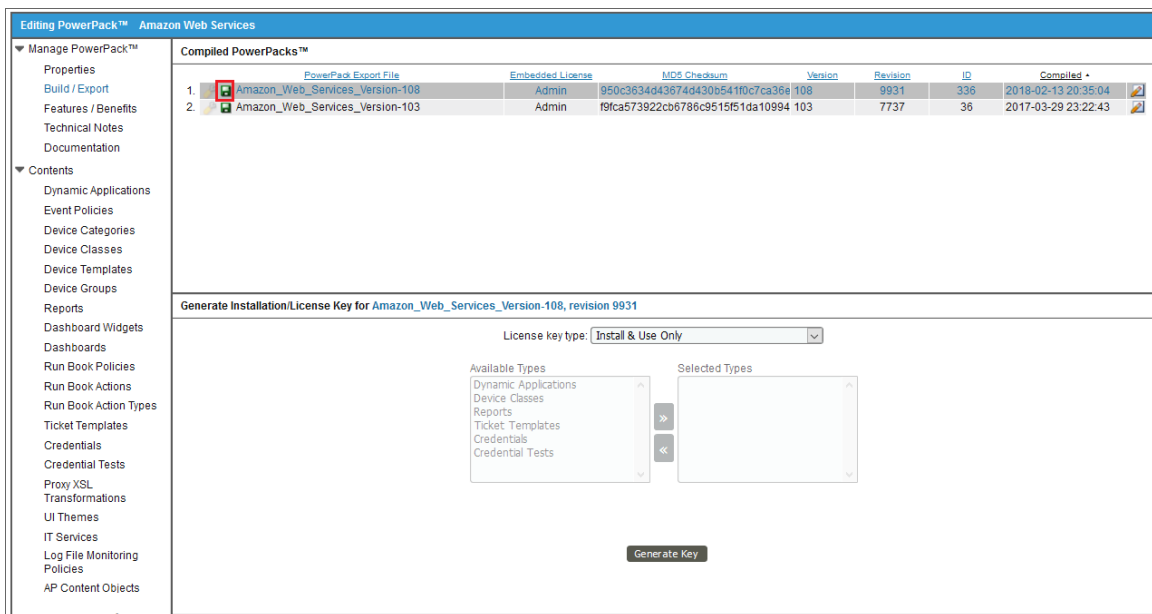 Editing PowerPack™ Amazon Web Services
Manage PowerPack™
Properties
Build / Export
Features / Benefits
Technical Notes
Documentation
Contents
Dynamic Applications
Event Policies
Device Categories
Device Classes
Device Templates
Device Groups
Reports
Dashboard Widgets
Dashboards
Run Book Policies
Run Book Actions
Run Book Action Types
Ticket Templates
Credentials
Credential Tests
Proxy XSL
Transformations
UI Themes
IT Services
Log File Monitoring
Policies
AP Content Objects
Compiled PowerPacks™
PowerPack Export File Embedded License MD5 Checksum Version Revision ID Compiled
1. Amazon_Web_Services_Version-108 Admin 950c3634d43674d430b541f0c7ca36e 108 9931 336 2018-02-13 20:35:04
2. Amazon_Web_Services_Version-103 Admin f9fca573922cb6786c9515f51da10994 103 7737 36 2017-03-29 23:22:43
Generate Installation/License Key for Amazon_Web_Services_Version-108, revision 9931
License key type: Install & Use Only
Available Types Selected Types
Dynamic Applications
Device Classes
Reports
Ticket Templates
Credentials
Credential Tests
»
«
Generate Key